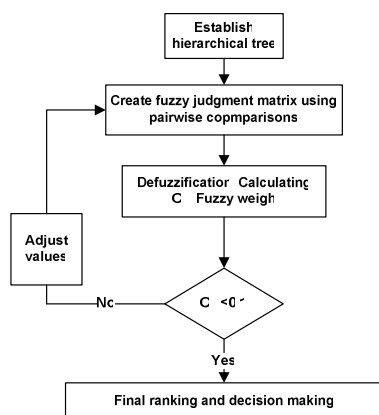 Establish
hierarchical tree
Create fuzzy judgment matrix using
pairwise copmparisons
Defuzzification Calculating
Fuzzy weigh
Adjust
values
No
Yes
Final ranking and decision making